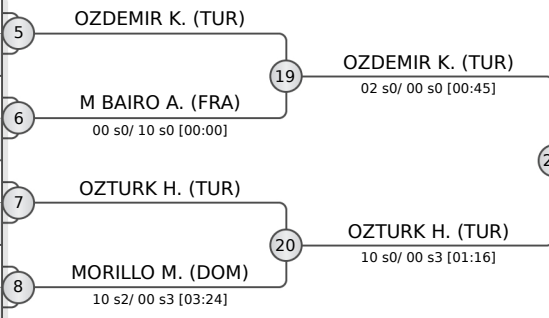 OZDEMIR K. (TUR)
5
19
OZDEMIR K. (TUR)
02 s0/ 00 s0 [00:45]
M BAIRO A. (FRA)
6
00 s0/ 10 s0 [00:00]
OZTURK H. (TUR)
7
20
OZTURK H. (TUR)
10 s0/ 00 s3 [01:16]
MORILLO M. (DOM)
8
10 s2/ 00 s3 [03:24]